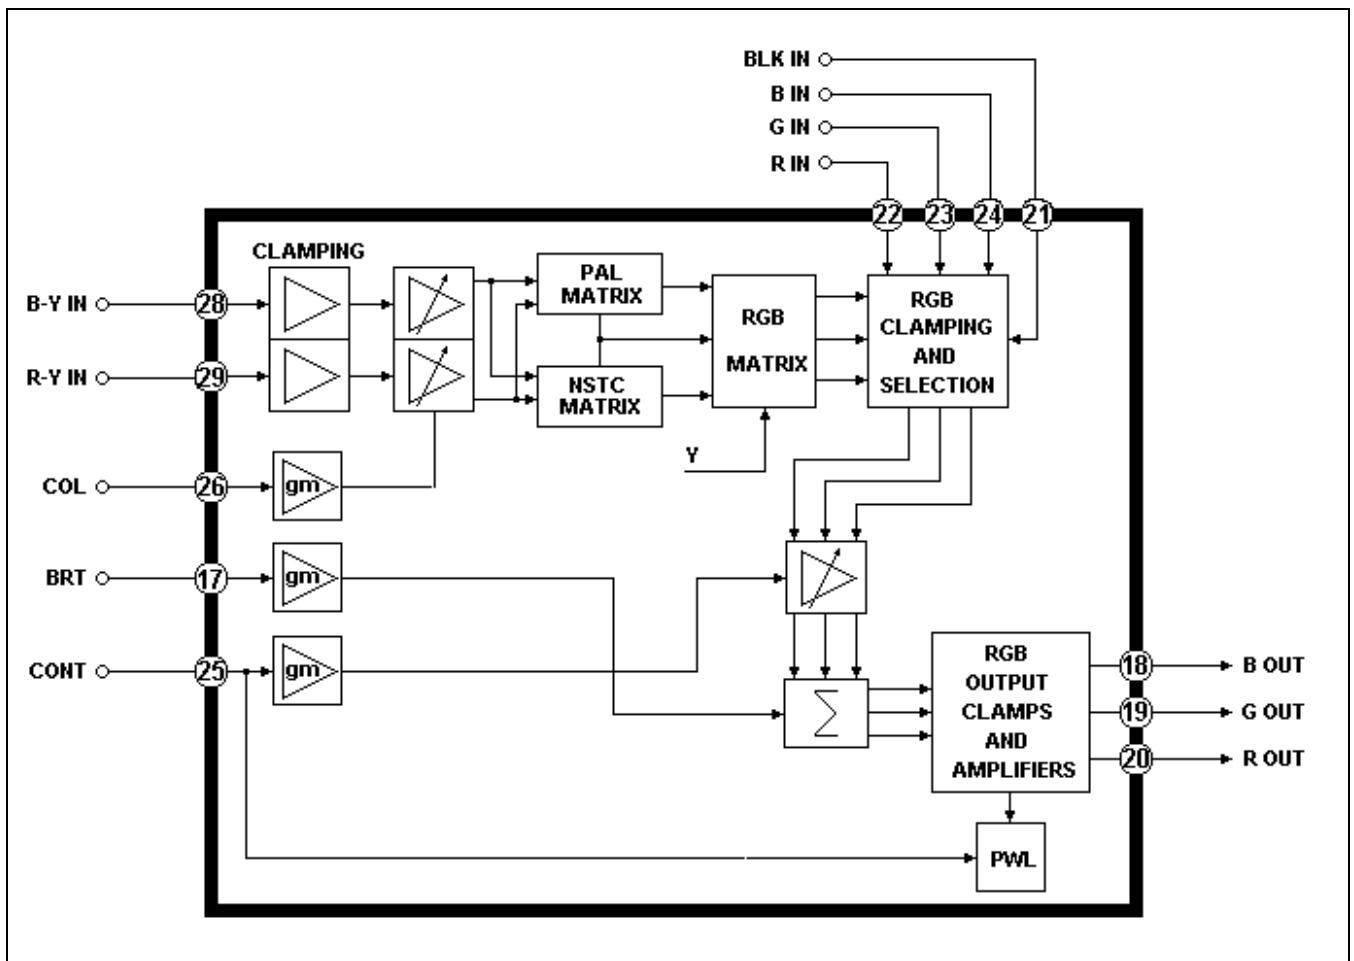 BLK IN
B IN
G IN
R IN
22
23
24
21
CLAMPING
B-Y IN
28
PAL
MATRIX
RGB
MATRIX
RGB
CLAMPING
AND
SELECTION
R-Y IN
29
NSTC
MATRIX
Y
COL
26
gm
BRT
17
gm
CONT
25
gm
Σ
RGB
OUTPUT
CLAMPS
AND
AMPLIFIERS
18
B OUT
19
G OUT
20
R OUT
PWL